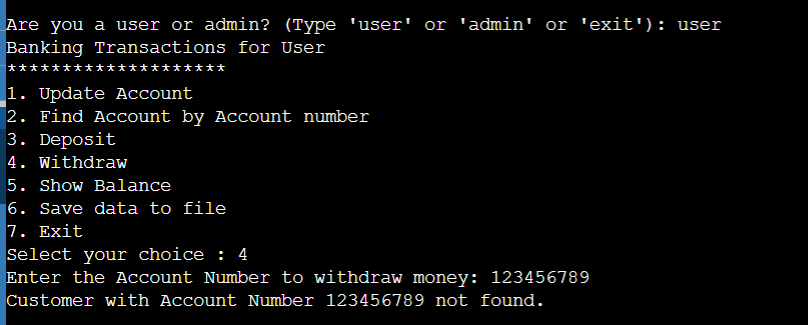 Are you a user or admin? (Type 'user' or 'admin' or 'exit'): user
Banking Transactions for User
********************
1. Update Account
2. Find Account by Account number
3. Deposit
4. Withdraw
5. Show Balance
6. Save data to file
7. Exit
Select your choice : 4
Enter the Account Number to withdraw money: 123456789
Customer with Account Number 123456789 not found.